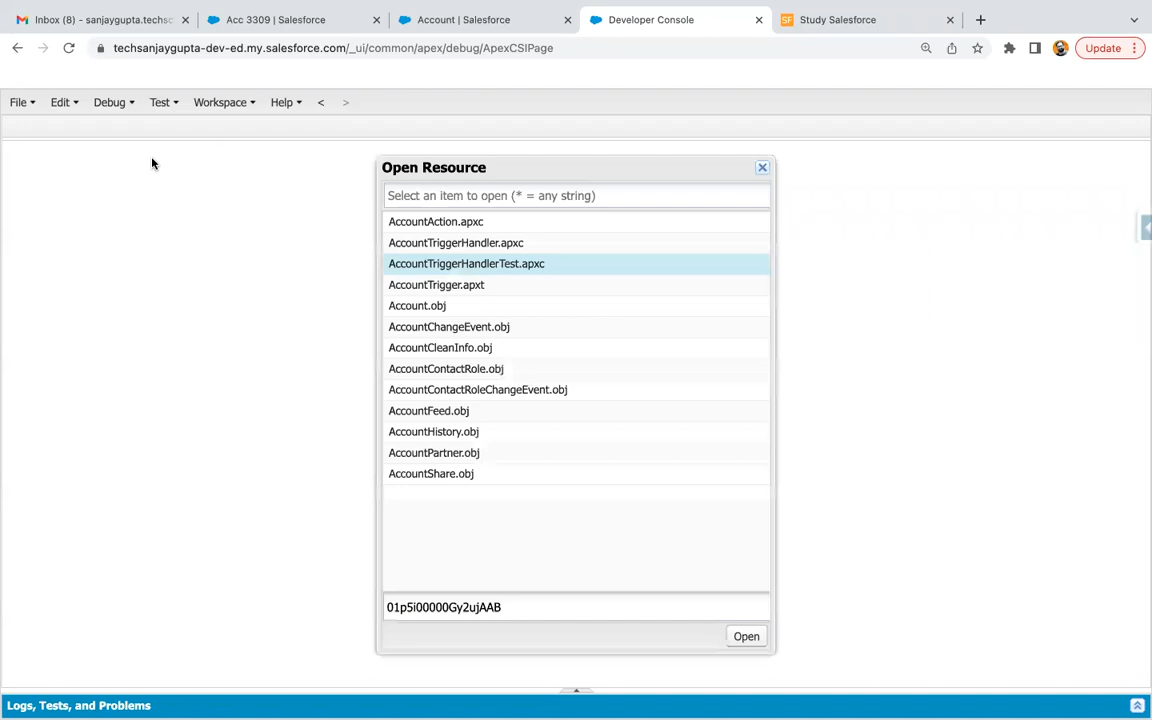 Inbox (8) - sanjaygupta.techsc
Acc 3309 | Salesforce
Account | Salesforce
Developer Console
SF Study Salesforce
techsanjaygupta-dev-ed.my.salesforce.com/_ui/common/apex/debug/ApexCSIPage
Update
File Edit Debug Test Workspace Help < >
Open Resource
Select an item to open (* = any string)
AccountAction.apxc
AccountTriggerHandler.apxc
AccountTriggerHandlerTest.apxc
AccountTrigger.apxt
Account.obj
AccountChangeEvent.obj
AccountCleanInfo.obj
AccountContactRole.obj
AccountContactRoleChangeEvent.obj
AccountFeed.obj
AccountHistory.obj
AccountPartner.obj
AccountShare.obj
01p5i00000Gy2ujAAB
Open
Logs, Tests, and Problems